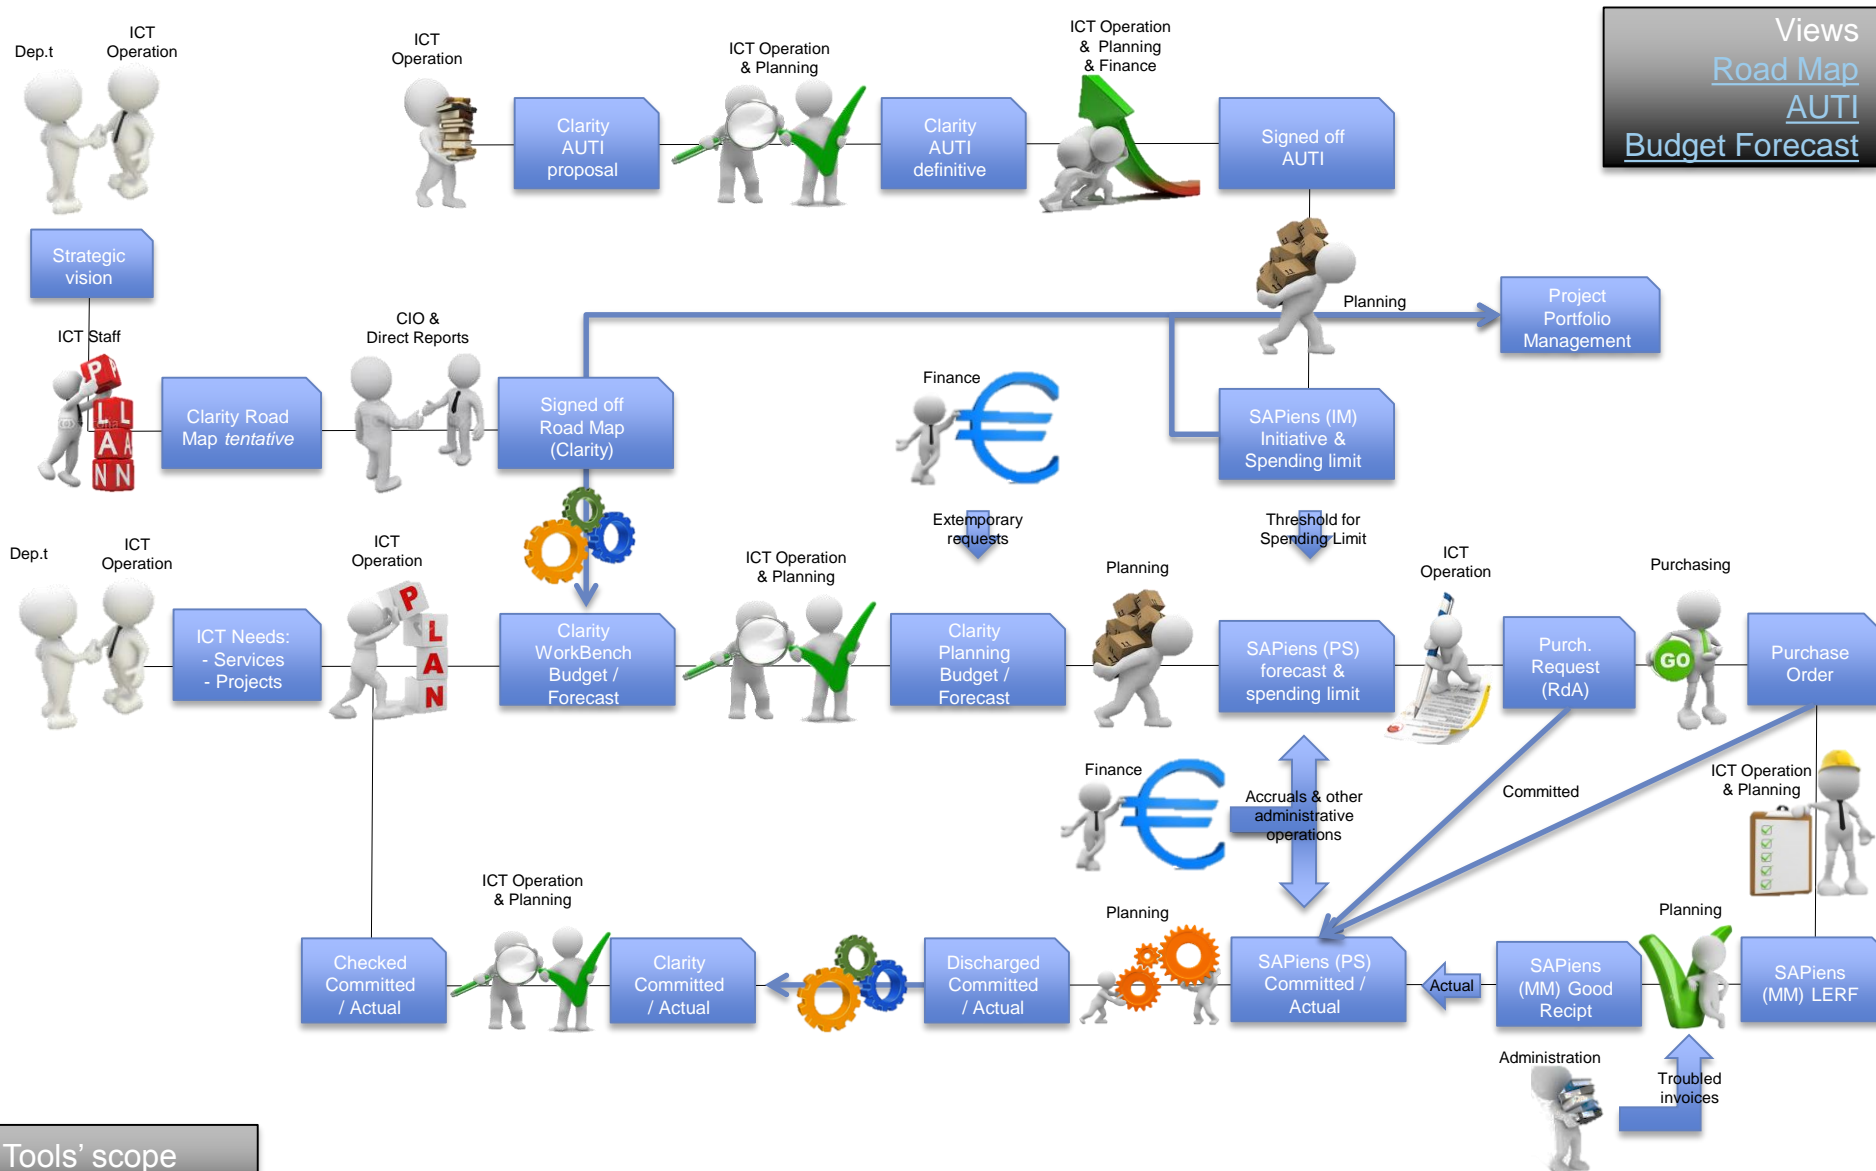 Views
Road Map
AUTI
Budget Forecast
Dep.t
ICT
Operation
ICT
Operation
Clarity
AUTI
proposal
ICT Operation
& Planning
Clarity
AUTI
definitive
ICT Operation
& Planning
& Finance
Signed off
AUTI
Strategic
vision
Planning
Project
Portfolio
Management
ICT Staff
P
L
A
N
Clarity Road
Map tentative
CIO &
Direct Reports
Signed off
Road Map
(Clarity)
Finance
SAPiens (IM)
Initiative &
Spending limit
Extemporary
requests
Threshold for
Spending Limit
Dep.t
ICT
Operation
ICT Needs:
- Services
- Projects
ICT
Operation
P
L
A
N
Clarity
WorkBench
Budget /
Forecast
ICT Operation
& Planning
Clarity
Planning
Budget /
Forecast
Planning
SAPiens (PS)
forecast &
spending limit
ICT
Operation
Purch.
Request
(RdA)
Purchasing
GO
Purchase
Order
Finance
Accruals & other
administrative
operations
Committed
ICT Operation
& Planning
Checked
Committed
/ Actual
ICT Operation
& Planning
Clarity
Committed
/ Actual
Discharged
Committed
/ Actual
Planning
SAPiens (PS)
Committed /
Actual
Actual
SAPiens
(MM) Good
Recipt
Planning
SAPiens
(MM) LERF
Administration
Troubled
invoices
Tools' scope